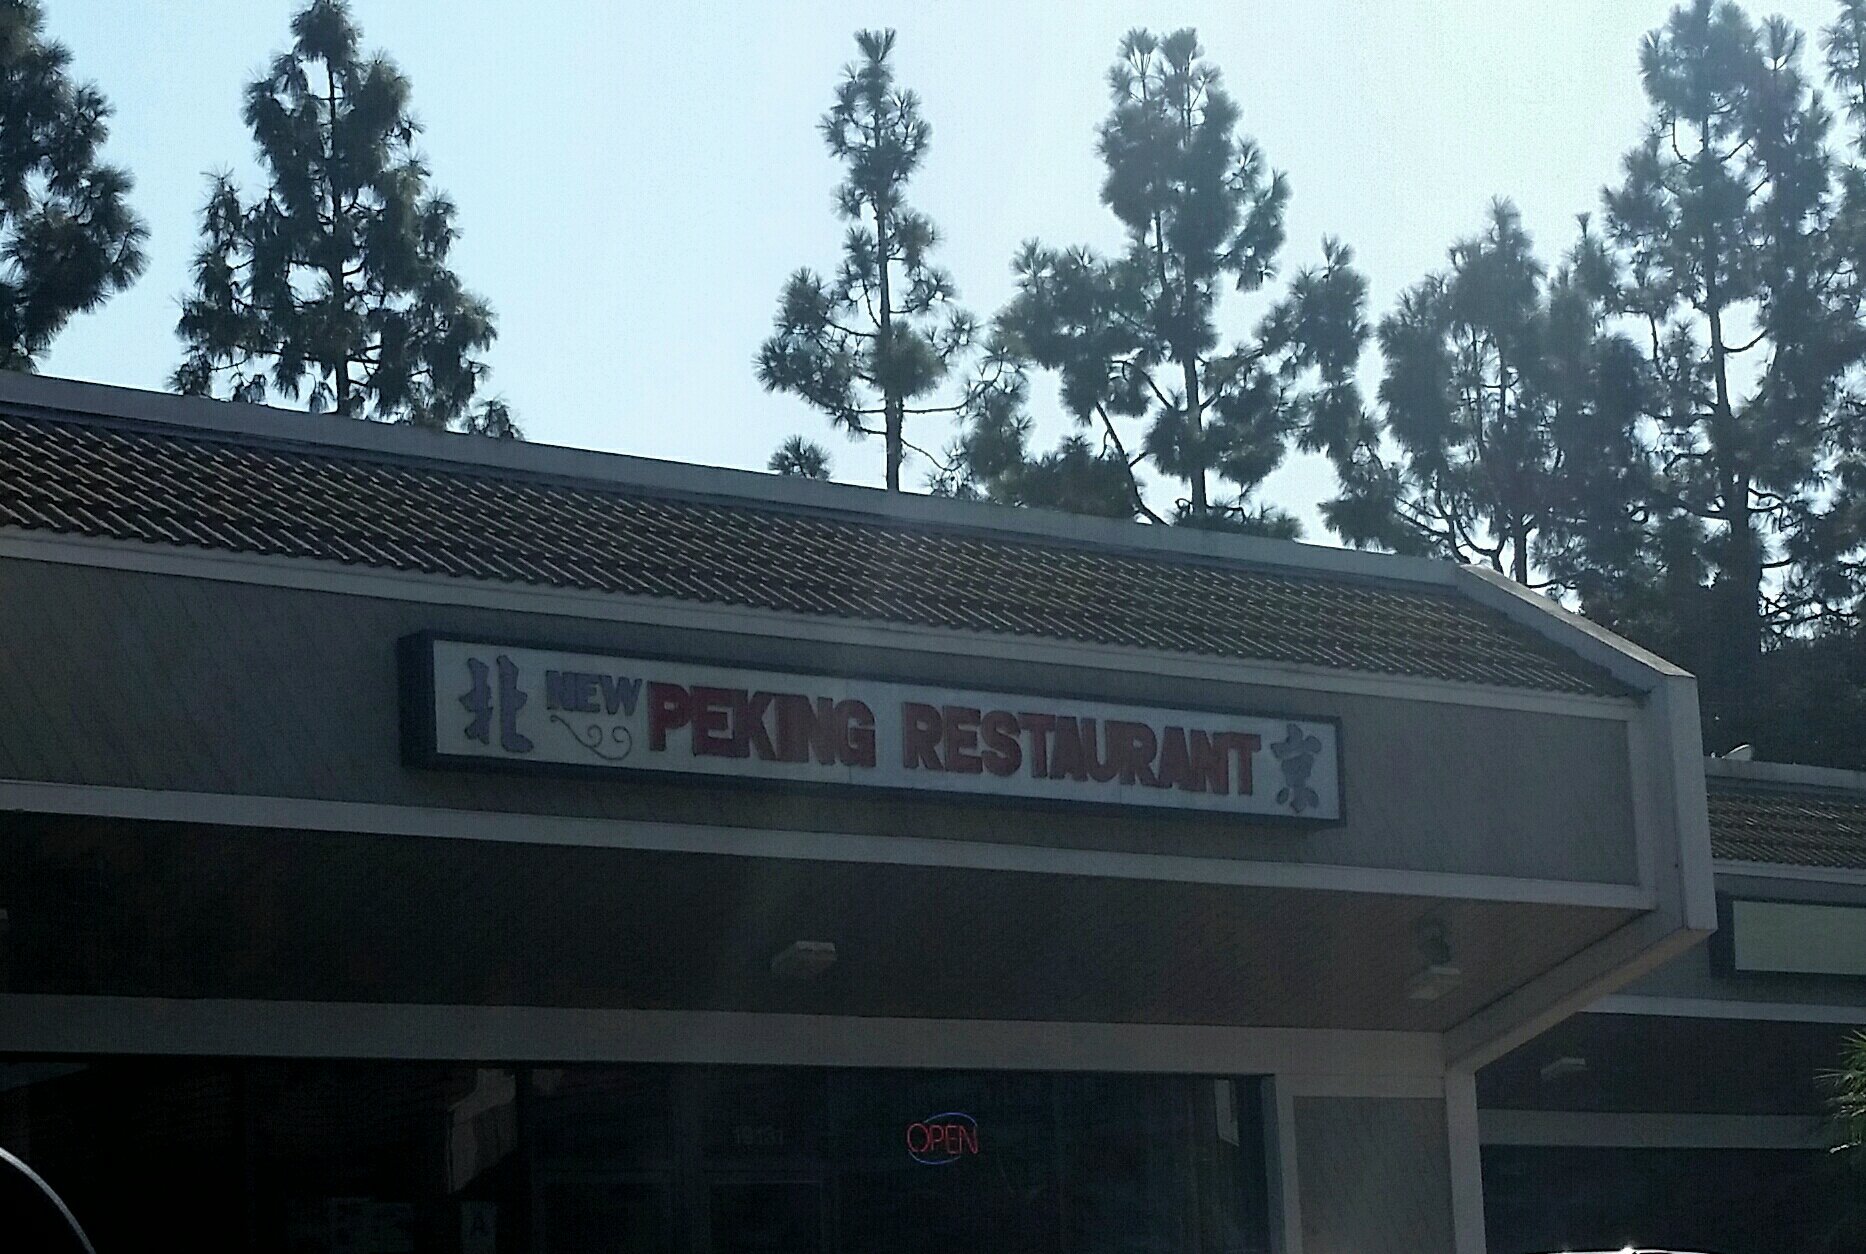 北 NEW PEKING RESTAURANT 京
OPEN
A